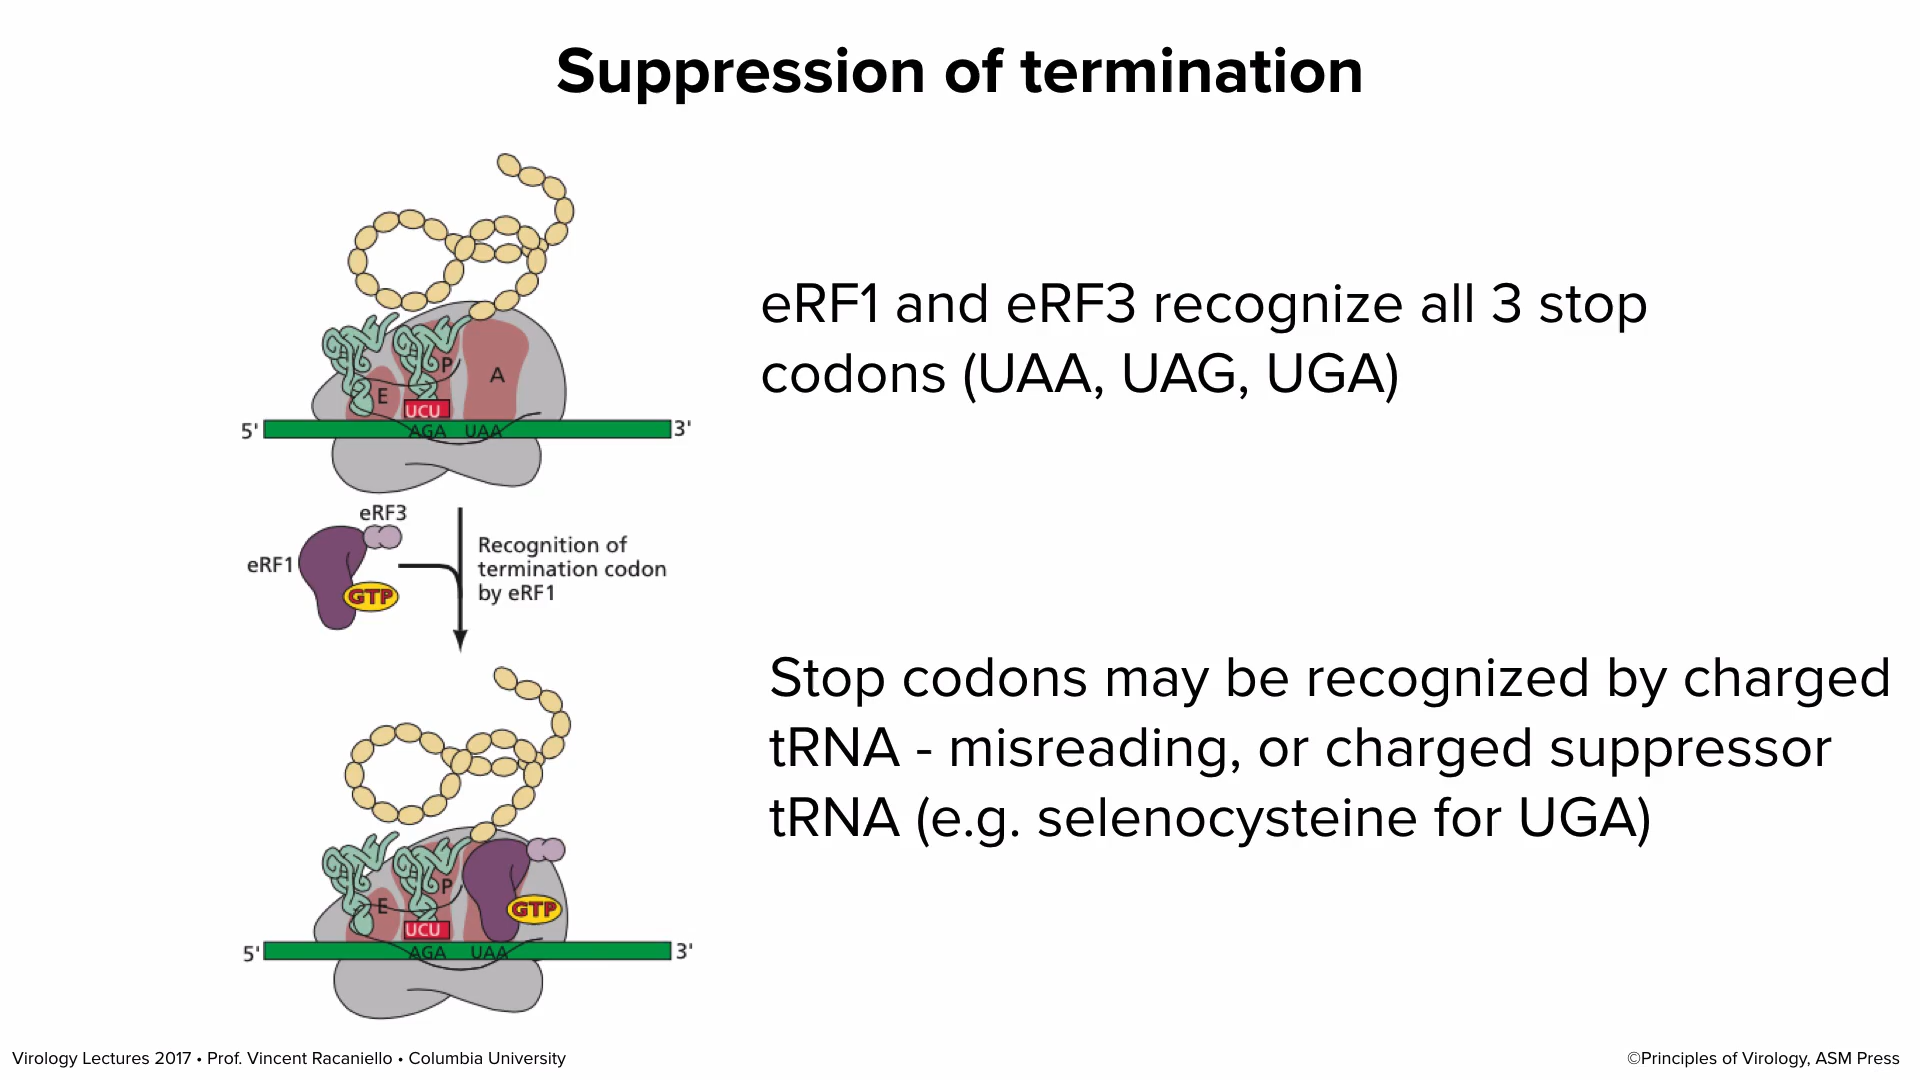 Suppression of termination
eRF1 and eRF3 recognize all 3 stop
codons (UAA, UAG, UGA)
P
A
E
UCU
5'
AGA
UAA
3'
eRF3
eRF1
GTP
Recognition of
termination codon
by eRF1
Stop codons may be recognized by charged
tRNA - misreading, or charged suppressor
tRNA (e.g. selenocysteine for UGA)
P
E
GTP
UCU
5'
AGA
UAA
3'
Virology Lectures 2017 • Prof. Vincent Racaniello • Columbia University
©Principles of Virology, ASM Press